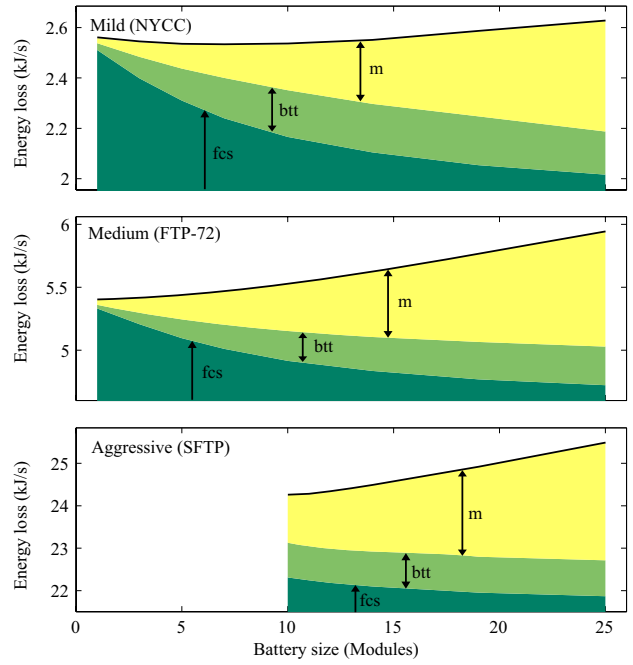 Mild (NYCC)
2.6
2.4
2.2
2
Energy loss (kJ/s)
m
btt
fcs
Medium (FTP-72)
6
5.5
5
Energy loss (kJ/s)
m
btt
fcs
Aggressive (SFTP)
25
24
23
22
Energy loss (kJ/s)
m
btt
fcs
0 5 10 15 20 25
Battery size (Modules)